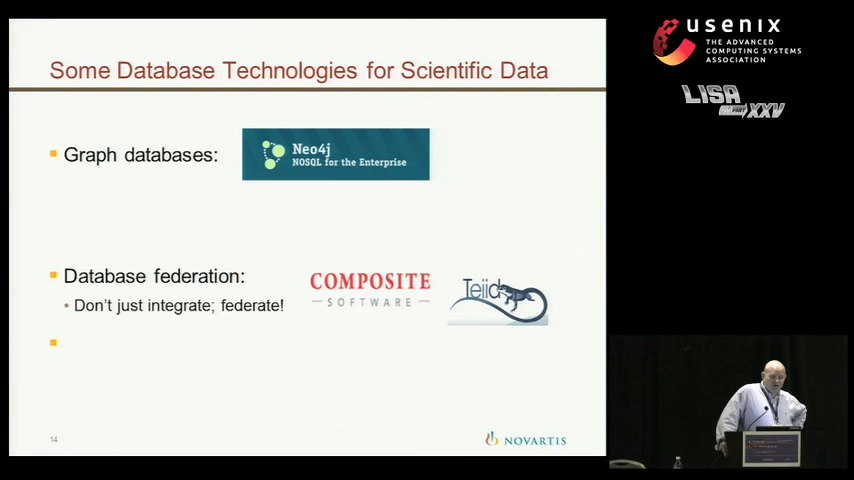 Some Database Technologies for Scientific Data
Graph databases:
Neo4j
NOSQL for the Enterprise
Database federation:
COMPOSITE
SOFTWARE
Teiid
• Don't just integrate; federate!
14
NOVARTIS
usenix
THE ADVANCED
COMPUTING SYSTEMS
ASSOCIATION
LISA
XXV